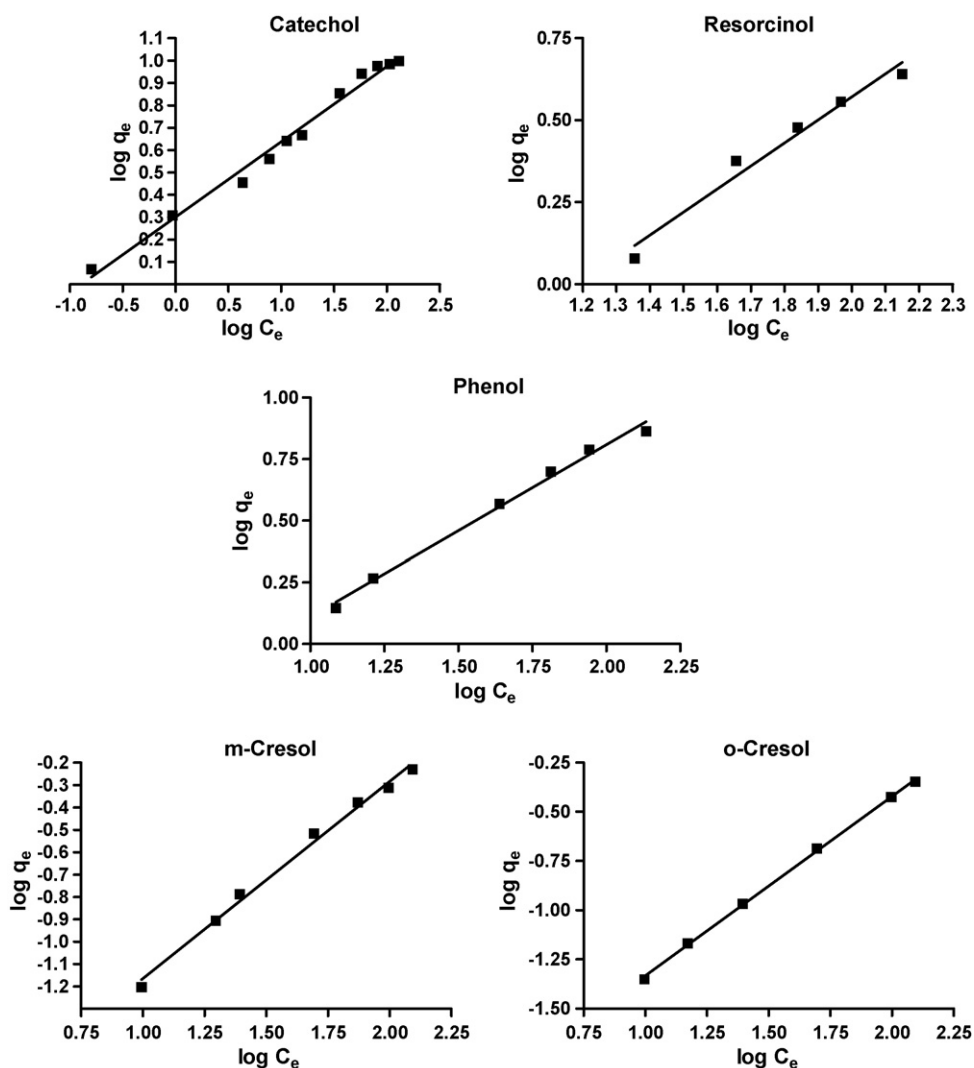 Catechol
log qe
1.1
1.0
0.9
0.8
0.7
0.6
0.5
0.4
0.3
0.2
0.1
-1.0 -0.5 0.0 0.5 1.0 1.5 2.0 2.5
log Ce
Resorcinol
log qe
0.75
0.50
0.25
0.00
1.2 1.3 1.4 1.5 1.6 1.7 1.8 1.9 2.0 2.1 2.2 2.3
log Ce
Phenol
log qe
1.00
0.75
0.50
0.25
0.00
1.00 1.25 1.50 1.75 2.00 2.25
log Ce
m-Cresol
log qe
-0.2
-0.3
-0.4
-0.5
-0.6
-0.7
-0.8
-0.9
-1.0
-1.1
-1.2
0.75 1.00 1.25 1.50 1.75 2.00 2.25
log Ce
o-Cresol
log qe
-0.25
-0.50
-0.75
-1.00
-1.25
-1.50
0.75 1.00 1.25 1.50 1.75 2.00 2.25
log Ce